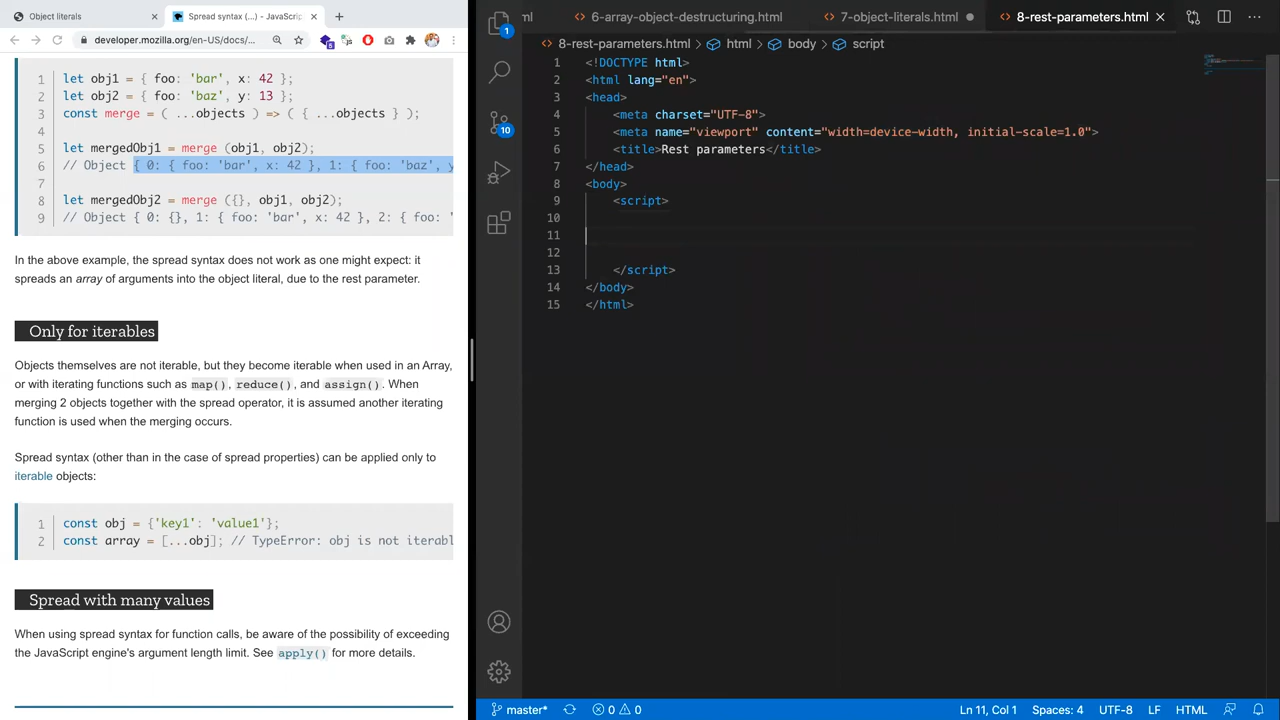 Object literals
Spread syntax (...) - JavaScri
developer.mozilla.org/en-US/docs/...
1 let obj1 = { foo: 'bar', x: 42 };
2 let obj2 = { foo: 'baz', y: 13 };
3 const merge = ( ...objects ) => ( { ...objects } );
4
5 let mergedObj1 = merge (obj1, obj2);
6 // Object { 0: { foo: 'bar', x: 42 }, 1: { foo: 'baz', y
7
8 let mergedObj2 = merge ({}, obj1, obj2);
9 // Object { 0: {}, 1: { foo: 'bar', x: 42 }, 2: { foo: '
In the above example, the spread syntax does not work as one might expect: it
spreads an array of arguments into the object literal, due to the rest parameter.
Only for iterables
Objects themselves are not iterable, but they become iterable when used in an Array,
or with iterating functions such as map(), reduce(), and assign(). When
merging 2 objects together with the spread operator, it is assumed another iterating
function is used when the merging occurs.
Spread syntax (other than in the case of spread properties) can be applied only to
iterable objects:
1 const obj = {'key1': 'value1'};
2 const array = [...obj]; // TypeError: obj is not iterabl
Spread with many values
When using spread syntax for function calls, be aware of the possibility of exceeding
the JavaScript engine's argument length limit. See apply() for more details.
ml 6-array-object-destructuring.html 7-object-literals.html 8-rest-parameters.html
8-rest-parameters.html > html > body > script
1 <!DOCTYPE html>
2 <html lang="en">
3 <head>
4 <meta charset="UTF-8">
5 <meta name="viewport" content="width=device-width, initial-scale=1.0">
6 <title>Rest parameters</title>
7 </head>
8 <body>
9 <script>
10
11
12
13 </script>
14 </body>
15 </html>
1
10
5
master* 0 0 Ln 11, Col 1 Spaces: 4 UTF-8 LF HTML